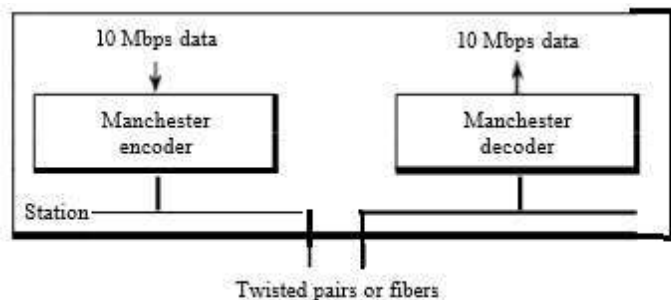 10 Mbps data
10 Mbps data
Manchester
encoder
Manchester
decoder
Station
Twisted pairs or fibers